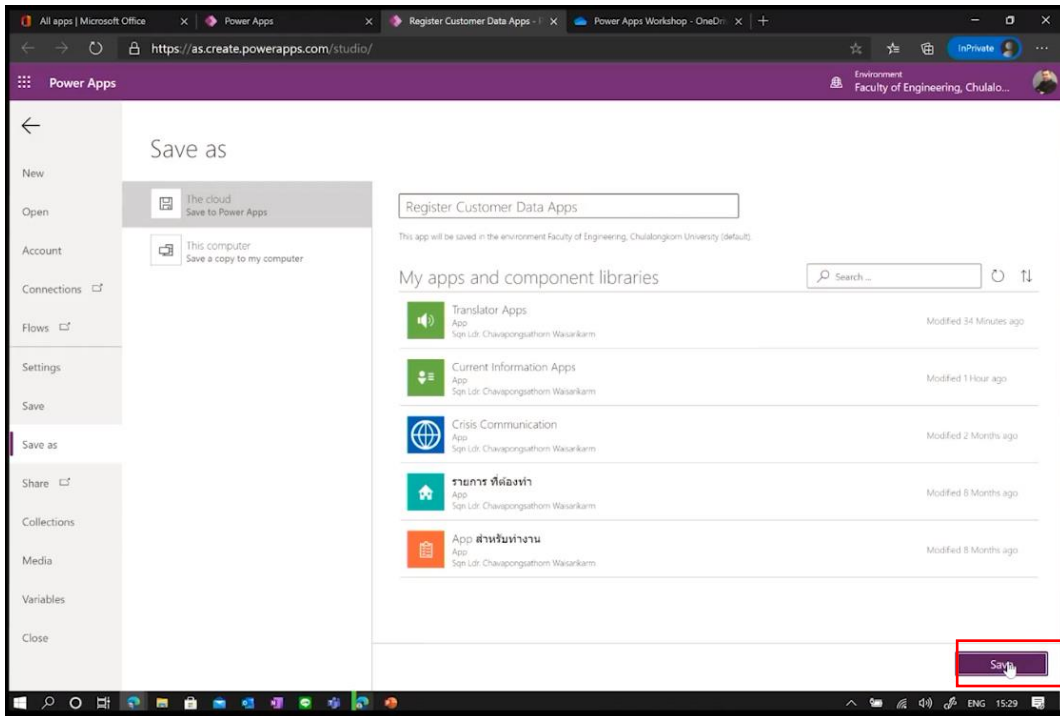 All apps | Microsoft Office
Power Apps
Register Customer Data Apps -
Power Apps Workshop - OneDri
https://as.create.powerapps.com/studio/
InPrivate
Power Apps
Environment
Faculty of Engineering, Chulalo...
Save as
New
Open
Account
Connections
Flows
Settings
Save
Save as
Share
Collections
Media
Variables
Close
The cloud
Save to Power Apps
This computer
Save a copy to my computer
Register Customer Data Apps
This app will be saved in the environment Faculty of Engineering, Chulalongkorn University (default)
My apps and component libraries
Search ...
Translator Apps
App
Sqn Ldr. Chavapongsathorn Waisarikarm
Modified 34 Minutes ago
Current Information Apps
App
Sqn Ldr. Chavapongsathorn Waisarikarm
Modified 1 Hour ago
Crisis Communication
App
Sqn Ldr. Chavapongsathorn Waisarikarm
Modified 2 Months ago
รายการ ที่ต้องทำ
App
Sqn Ldr. Chavapongsathorn Waisarikarm
Modified 8 Months ago
App สำหรับทำงาน
App
Sqn Ldr. Chavapongsathorn Waisarikarm
Modified 8 Months ago
Save
ENG 15:29